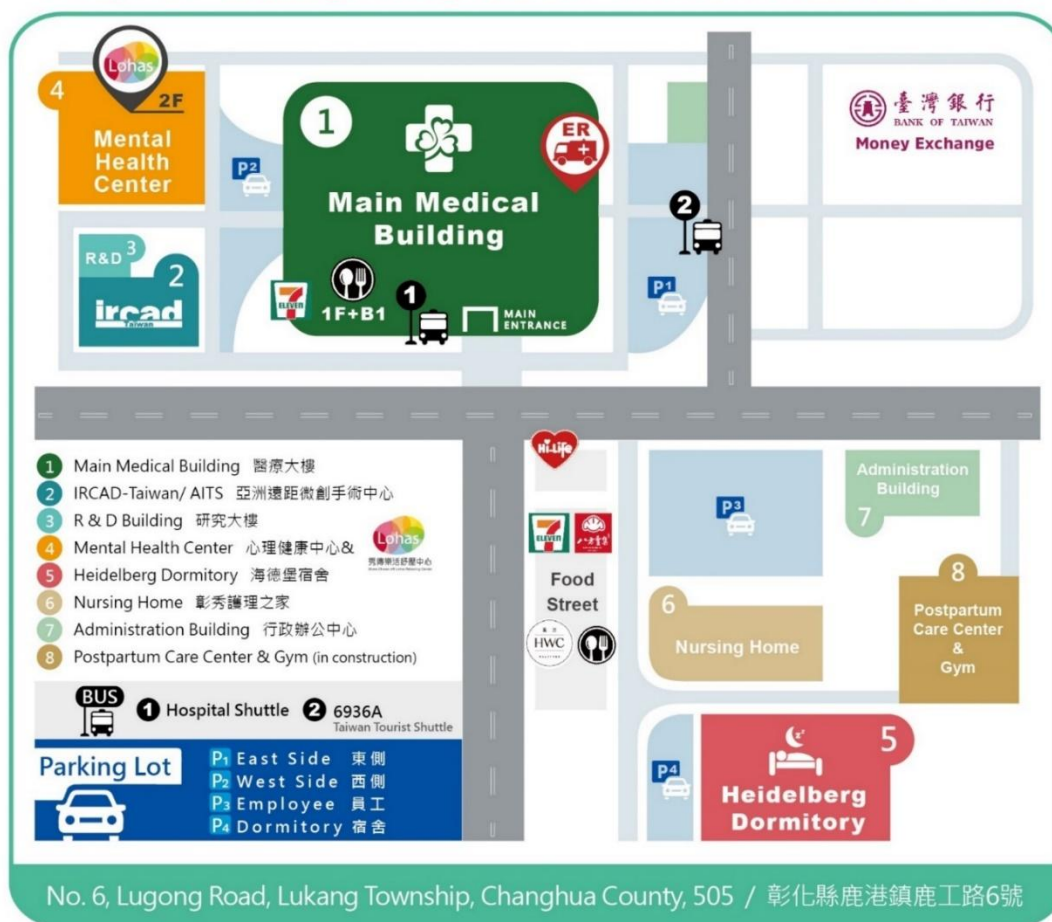 Lohas
4
2F
Mental
Health
Center
P2
1
ER
Main Medical
Building
2
P1
臺灣銀行
BANK OF TAIWAN
Money Exchange
R&D
3
2
ircad
Taiwan
7
ELEVEN
1F+B1
1
MAIN
ENTRANCE
1 Main Medical Building 醫療大樓
2 IRCAD-Taiwan/ AITS 亞洲遠距微創手術中心
3 R & D Building 研究大樓
4 Mental Health Center 心理健康中心&
Lohas
5 Heidelberg Dormitory 海德堡宿舍
6 Nursing Home 彰秀護理之家
7 Administration Building 行政辦公中心
8 Postpartum Care Center & Gym (in construction)
BUS
1 Hospital Shuttle 2 6936A
Taiwan Tourist Shuttle
Parking Lot
P1 East Side 東側
P2 West Side 西側
P3 Employee 員工
P4 Dormitory 宿舍
Hi-Life
7
ELEVEN
八方雲集
Food
Street
HWC
P3
Administration
Building
7
6
Nursing Home
8
Postpartum
Care Center
&
Gym
P4
5
Heidelberg
Dormitory
No. 6, Lugong Road, Lukang Township, Changhua County, 505 / 彰化縣鹿港鎮鹿工路6號